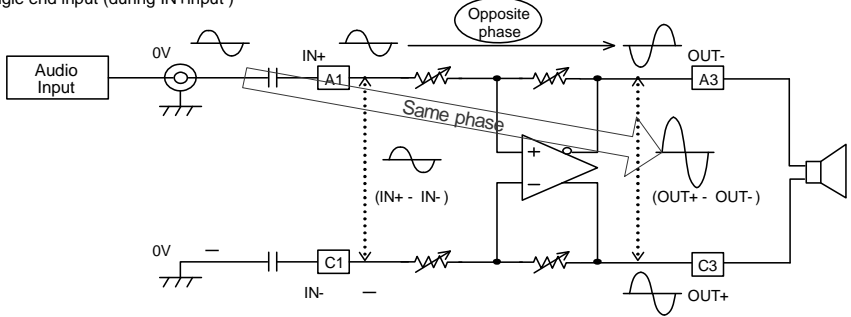 gle end input (during IN+input )
Opposite
phase
0V
IN+
OUT-
Audio
Input
A1
A3
Same phase
+
−
(IN+ - IN- )
(OUT+ - OUT- )
0V
−
C1
C3
IN-
−
OUT+